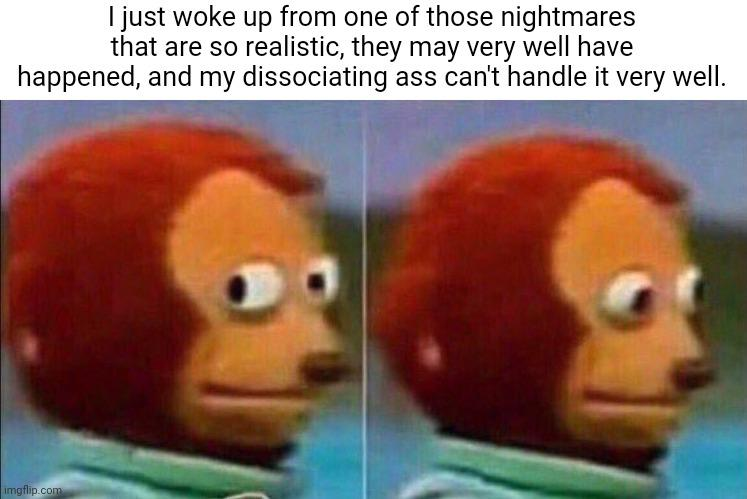 I just woke up from one of those nightmares
that are so realistic, they may very well have
happened, and my dissociating ass can't handle it very well.
imgflip.com